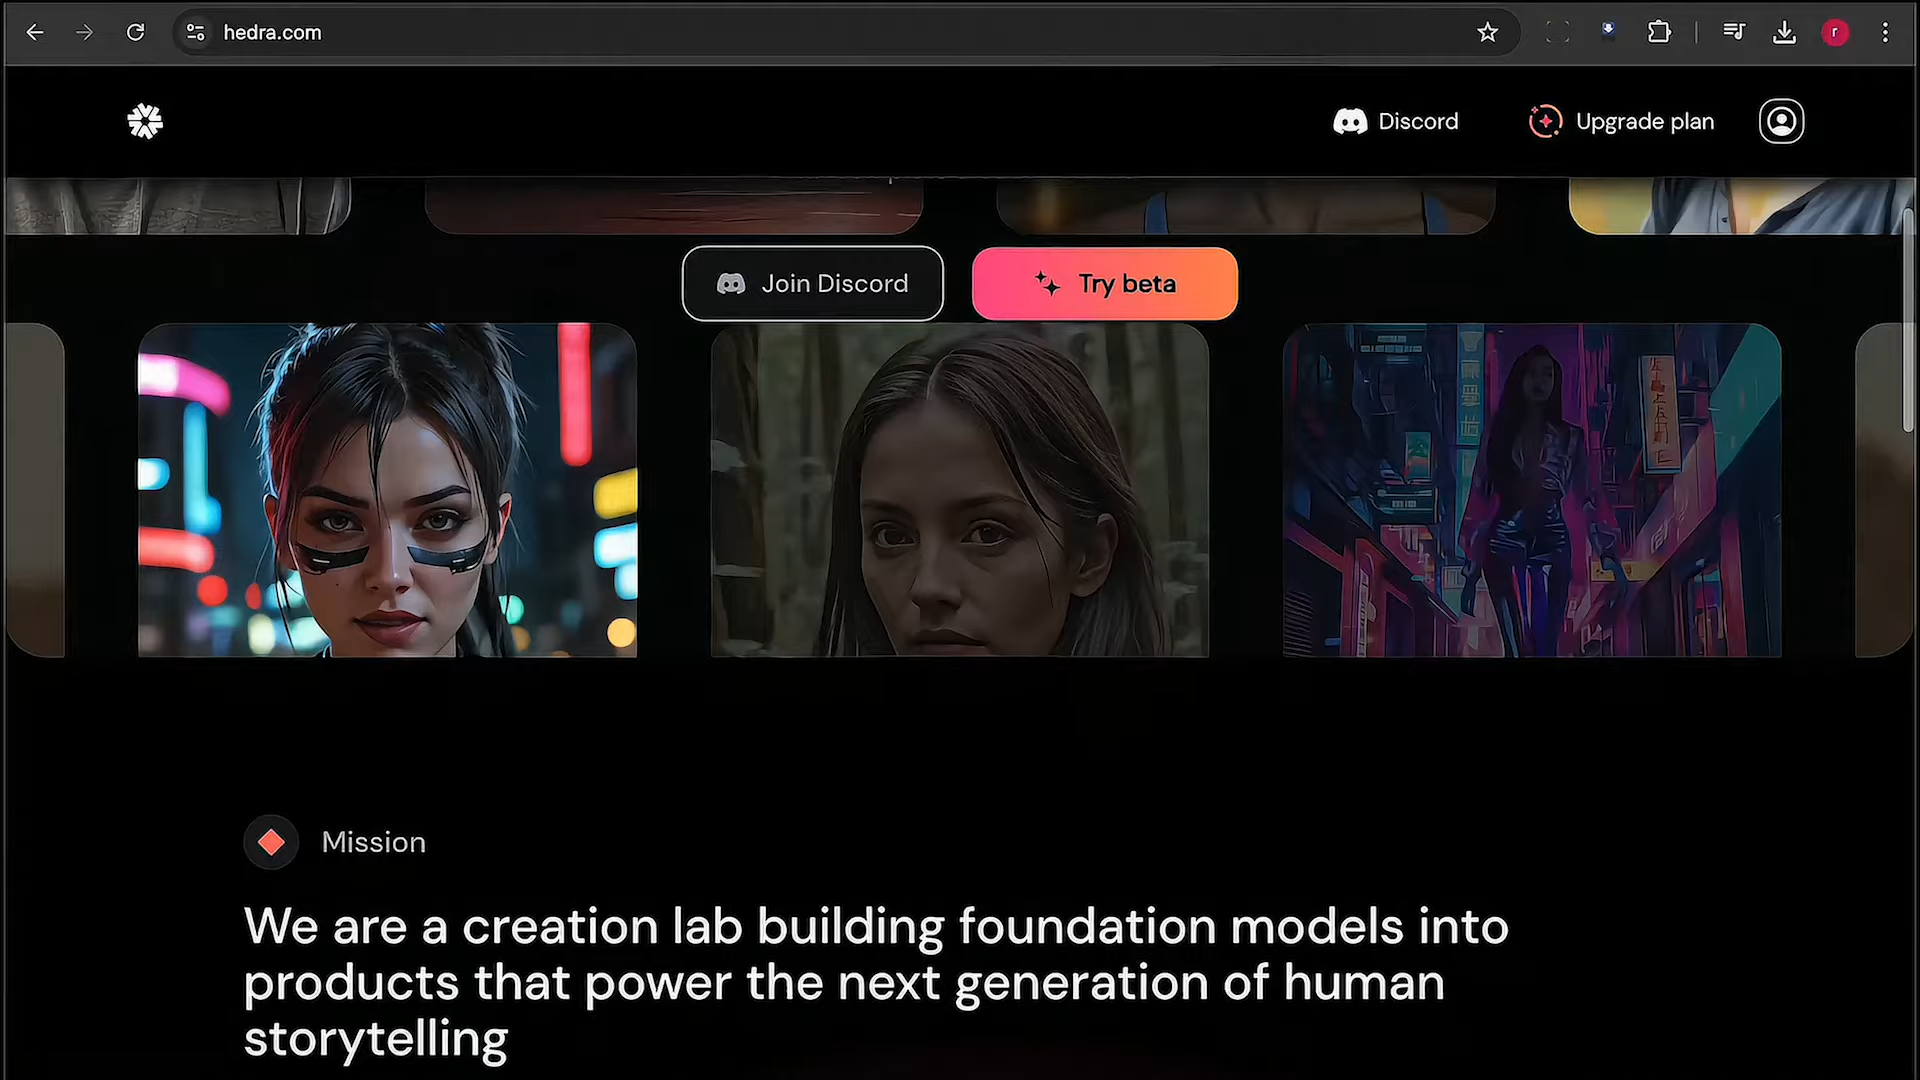 hedra.com
r
Discord
Upgrade plan
Join Discord
Try beta
Mission
We are a creation lab building foundation models into
products that power the next generation of human
storytelling